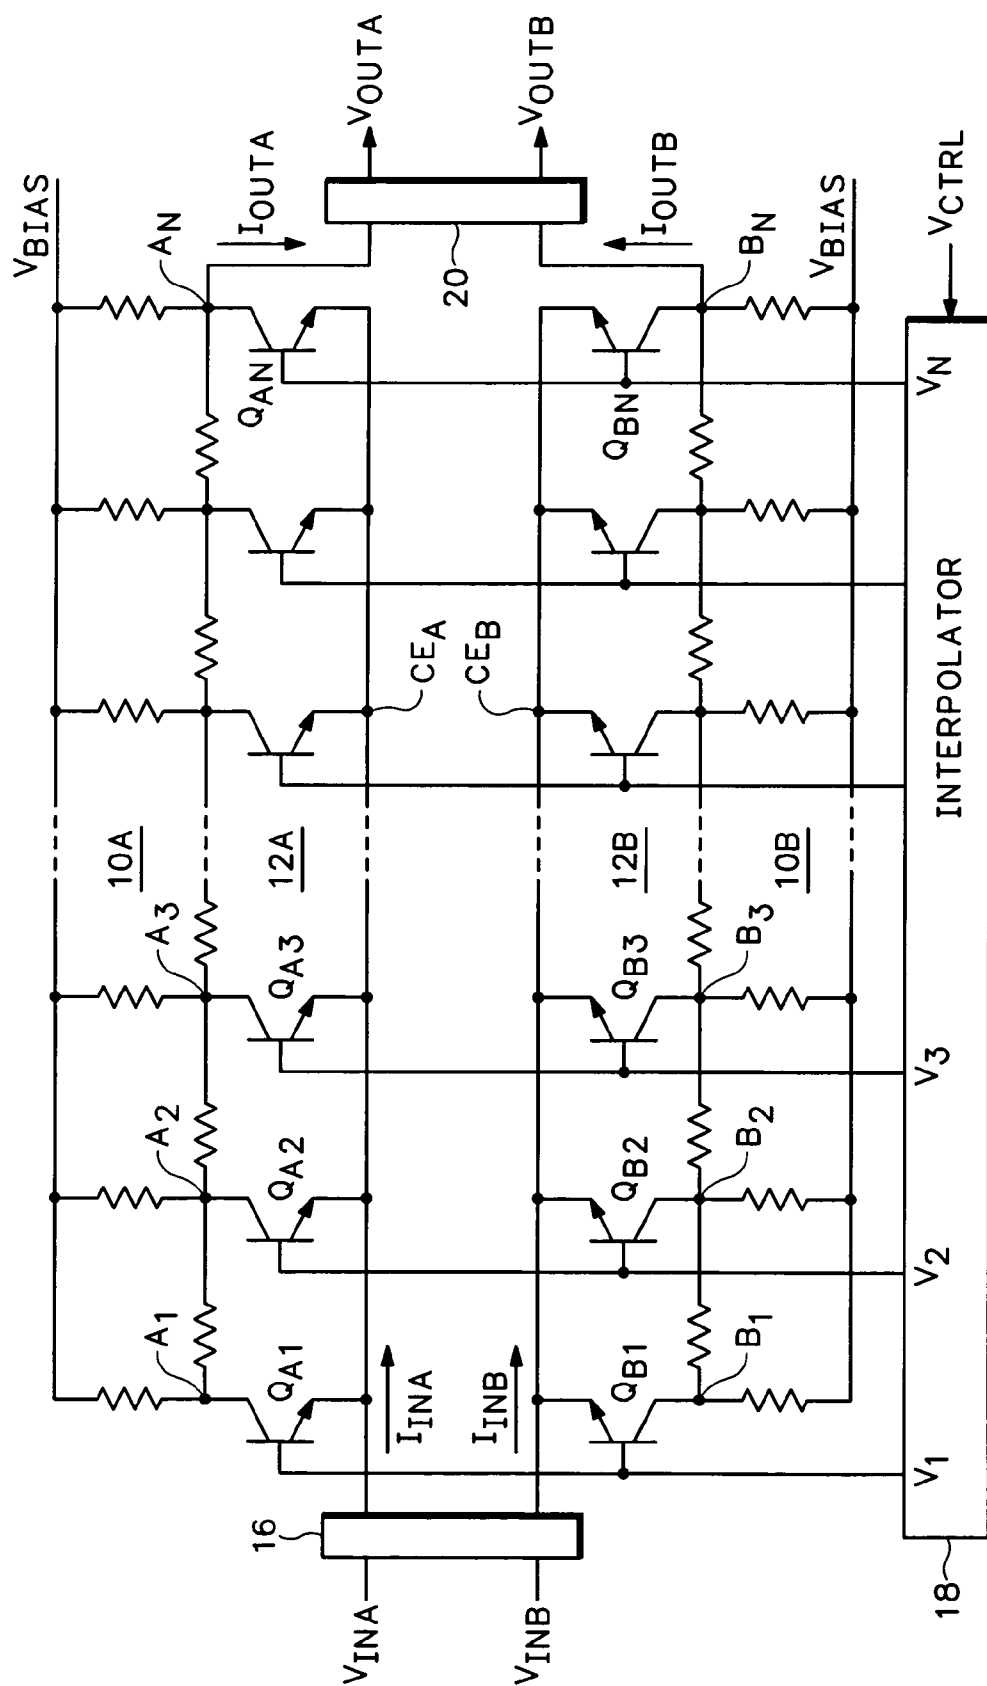 VBIAS
AN
IOUTA
VOUTA
10A
A1
A2
A3
12A
QA1
QA2
QA3
QAN
16
VINA
IINA
CEA
20
VINB
IINB
CEB
VOUTB
QB1
QB2
QB3
QBN
12B
IOUTB
B1
B2
B3
BN
10B
VBIAS
V1
V2
V3
VN
18
INTERPOLATOR
VCTRL